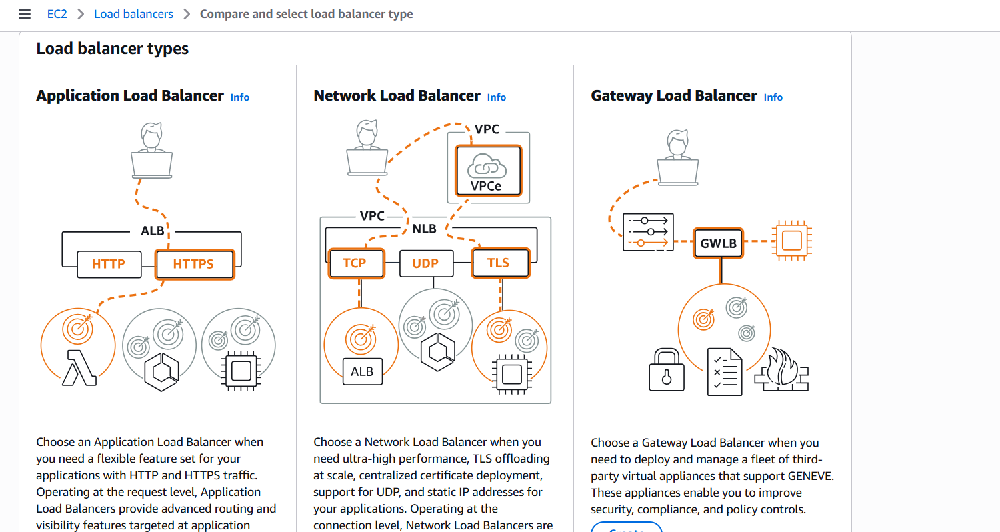 EC2 > Load balancers > Compare and select load balancer type
Load balancer types
Application Load Balancer Info
ALB
HTTP HTTPS
Choose an Application Load Balancer when
you need a flexible feature set for your
applications with HTTP and HTTPS traffic.
Operating at the request level, Application
Load Balancers provide advanced routing and
visibility features targeted at application
Network Load Balancer Info
VPC
VPCe
VPC
NLB
TCP UDP TLS
ALB
Choose a Network Load Balancer when you
need ultra-high performance, TLS offloading
at scale, centralized certificate deployment,
support for UDP, and static IP addresses for
your applications. Operating at the
connection level, Network Load Balancers are
Gateway Load Balancer Info
GWLB
Choose a Gateway Load Balancer when you
need to deploy and manage a fleet of third-
party virtual appliances that support GENEVE.
These appliances enable you to improve
security, compliance, and policy controls.